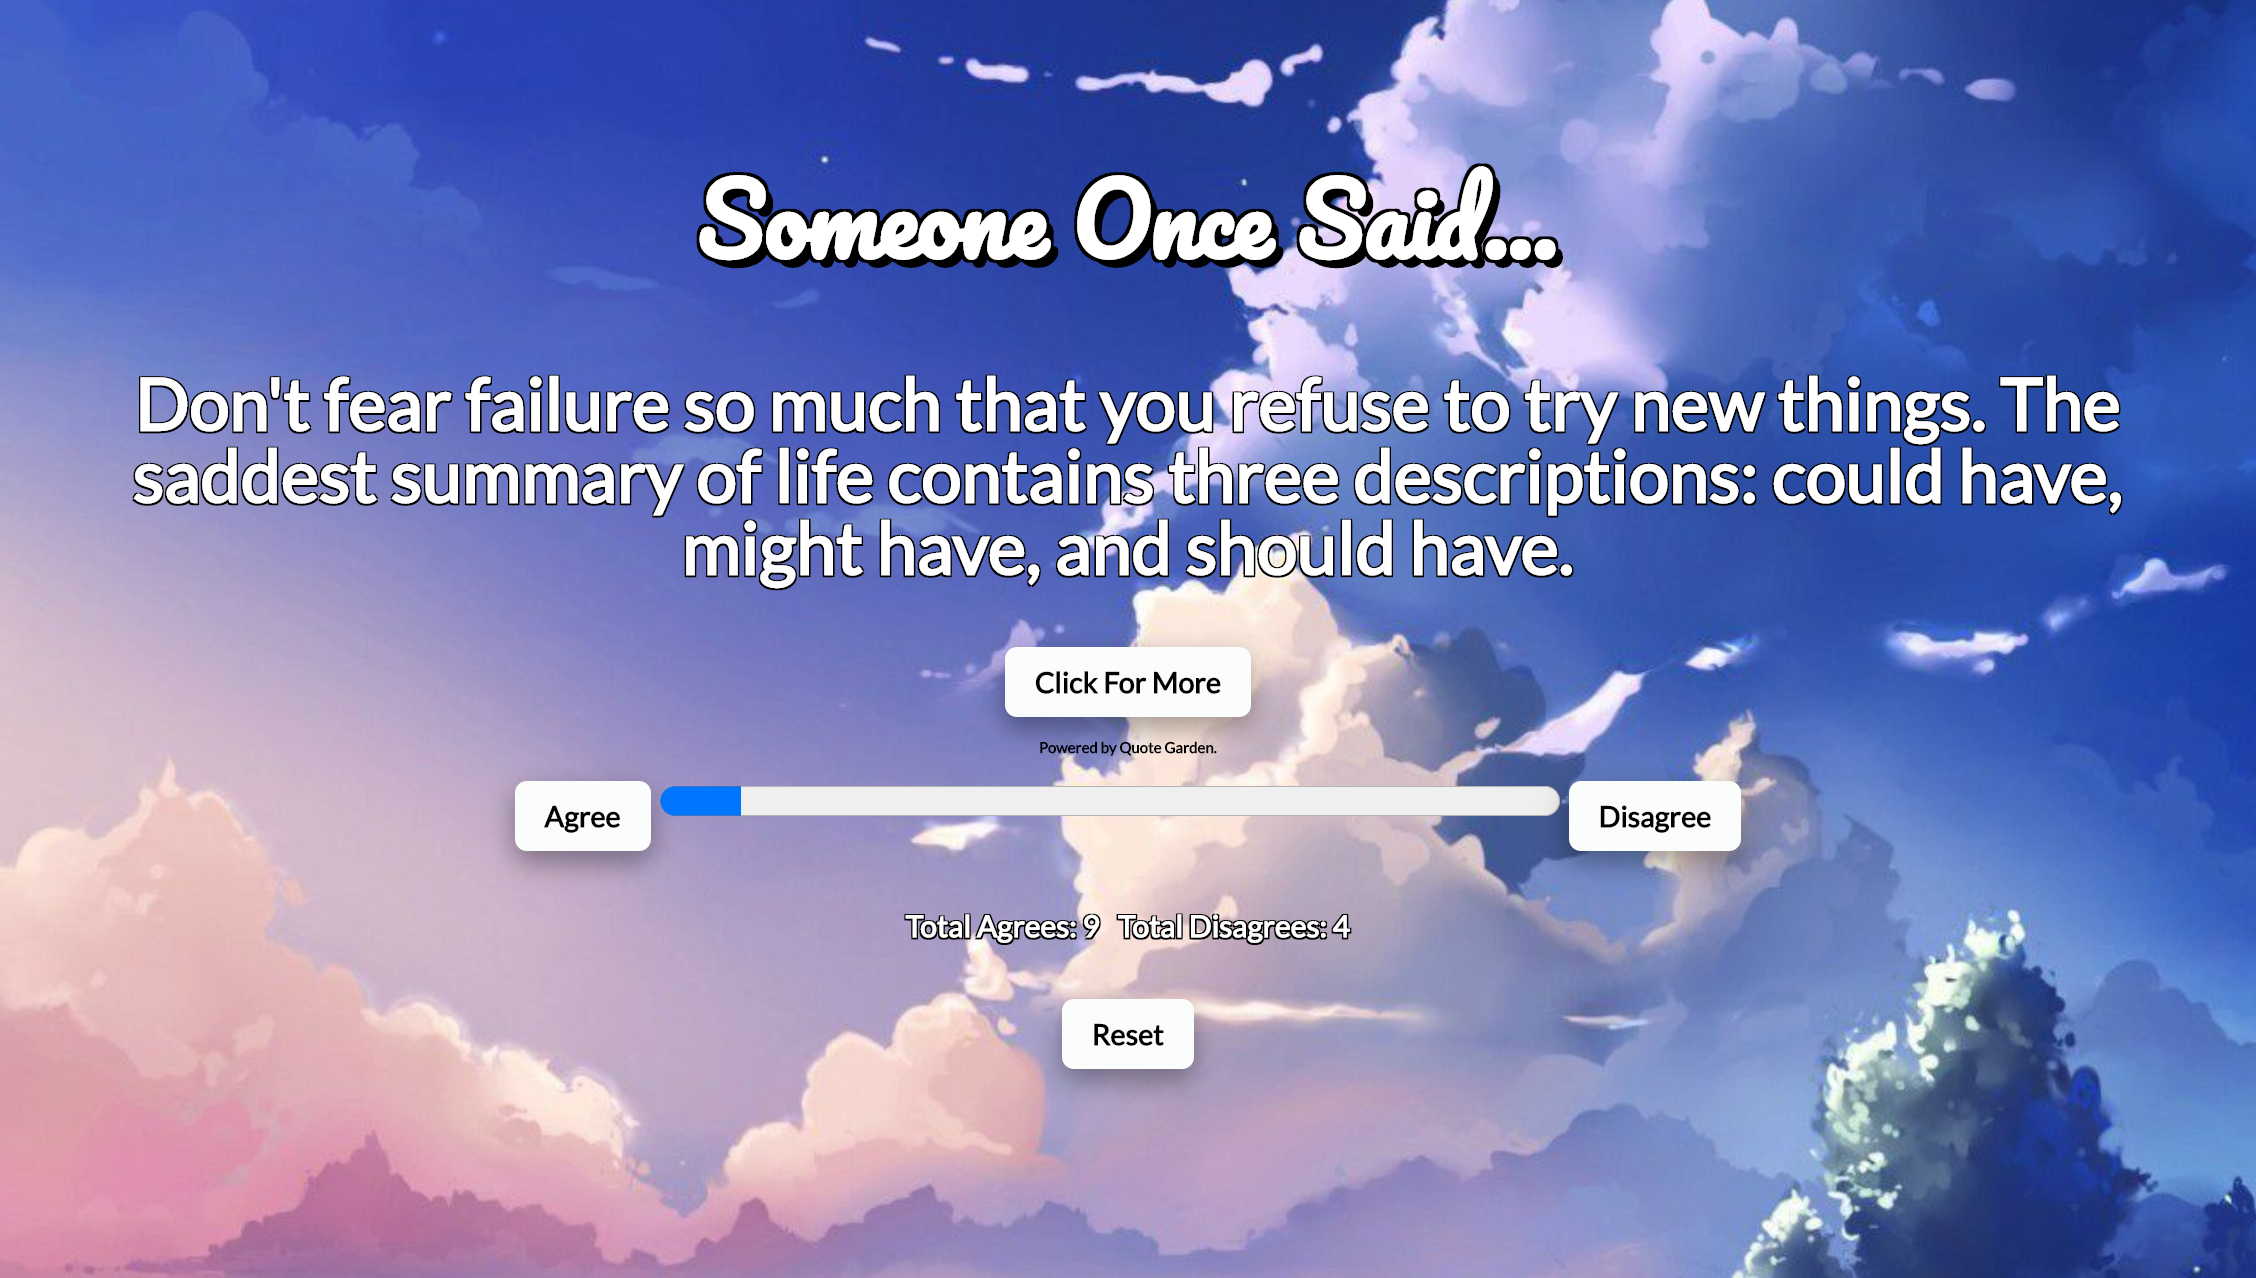 Someone Once Said...
Don't fear failure so much that you refuse to try new things. The
saddest summary of life contains three descriptions: could have,
might have, and should have.
Click For More
Powered by Quote Garden.
Agree
Disagree
Total Agrees: 9 Total Disagrees: 4
Reset